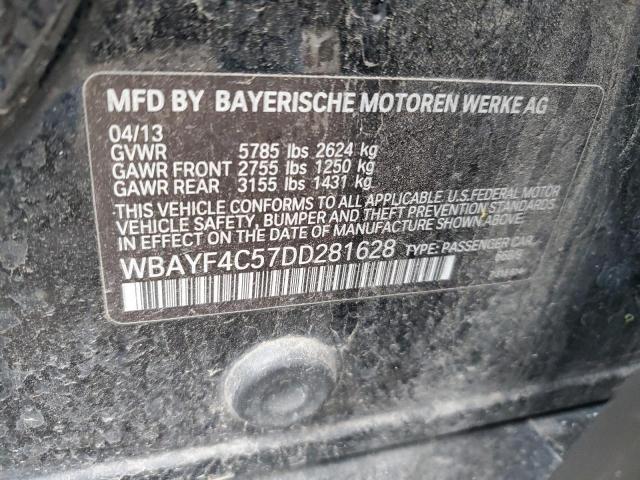 MFD BY BAYERISCHE MOTOREN WERKE AG
04/13
GVWR 5785 lbs 2624 kg
GAWR FRONT 2755 lbs 1250 kg
GAWR REAR 3155 lbs 1431 kg
THIS VEHICLE CONFORMS TO ALL APPLICABLE U.S.FEDERAL MOTOR
VEHICLE SAFETY, BUMPER AND THEFT PREVENTION STANDARDS
IN EFFECT ON THE DATE OF MANUFACTURE SHOWN ABOVE.
WBAYF4C57DD281628 TYPE: PASSENGER CAR